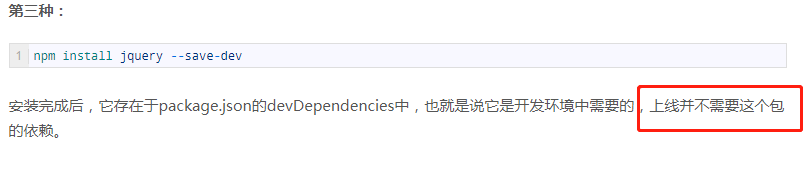 第三种：
1 npm install jquery --save-dev
安装完成后，它存在于package.json的devDependencies中，也就是说它是开发环境中需要的，上线并不需要这个包
的依赖。